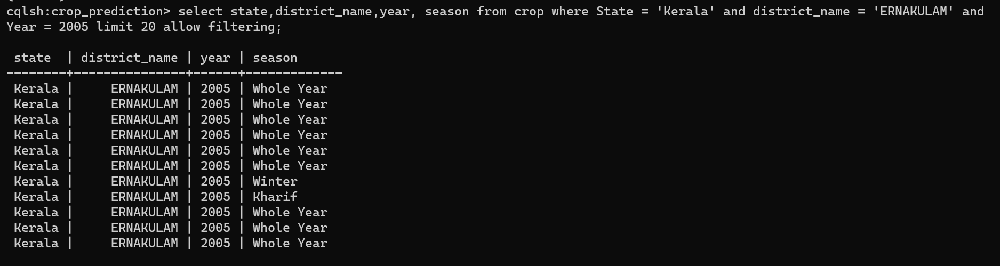 cqlsh:crop_prediction> select state,district_name,year, season from crop where State = 'Kerala' and district_name = 'ERNAKULAM' and
Year = 2005 limit 20 allow filtering;
 state  | district_name | year | season
--------+---------------+------+-------------
 Kerala |     ERNAKULAM | 2005 | Whole Year
 Kerala |     ERNAKULAM | 2005 | Whole Year
 Kerala |     ERNAKULAM | 2005 | Whole Year
 Kerala |     ERNAKULAM | 2005 | Whole Year
 Kerala |     ERNAKULAM | 2005 | Whole Year
 Kerala |     ERNAKULAM | 2005 | Whole Year
 Kerala |     ERNAKULAM | 2005 | Winter
 Kerala |     ERNAKULAM | 2005 | Kharif
 Kerala |     ERNAKULAM | 2005 | Whole Year
 Kerala |     ERNAKULAM | 2005 | Whole Year
 Kerala |     ERNAKULAM | 2005 | Whole Year